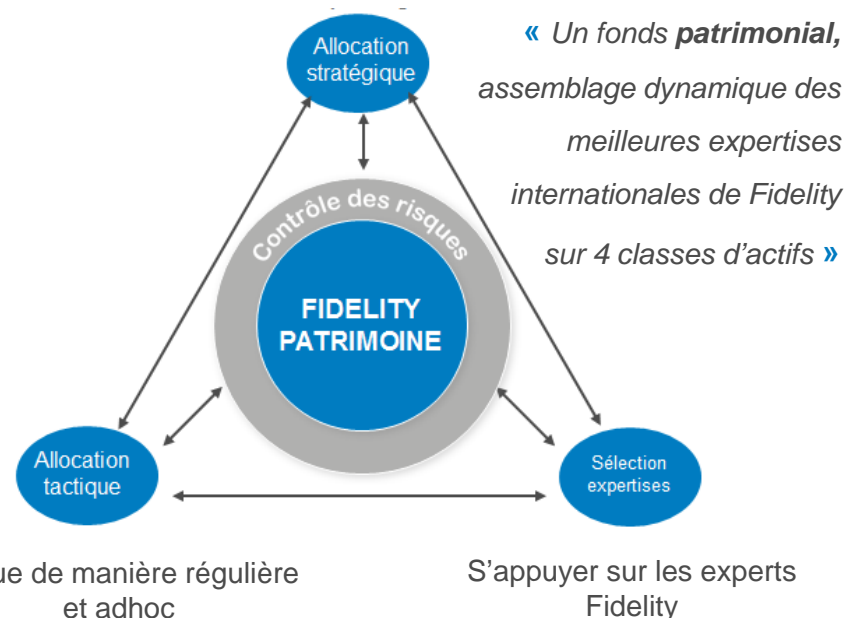 Allocation
stratégique
« Un fonds patrimonial,
assemblage dynamique des
meilleures expertises
internationales de Fidelity
sur 4 classes d’actifs »
Contrôle des risques
FIDELITY
PATRIMOINE
Allocation
tactique
Sélection
expertises
de manière régulière
et adhoc
S’appuyer sur les experts
Fidelity